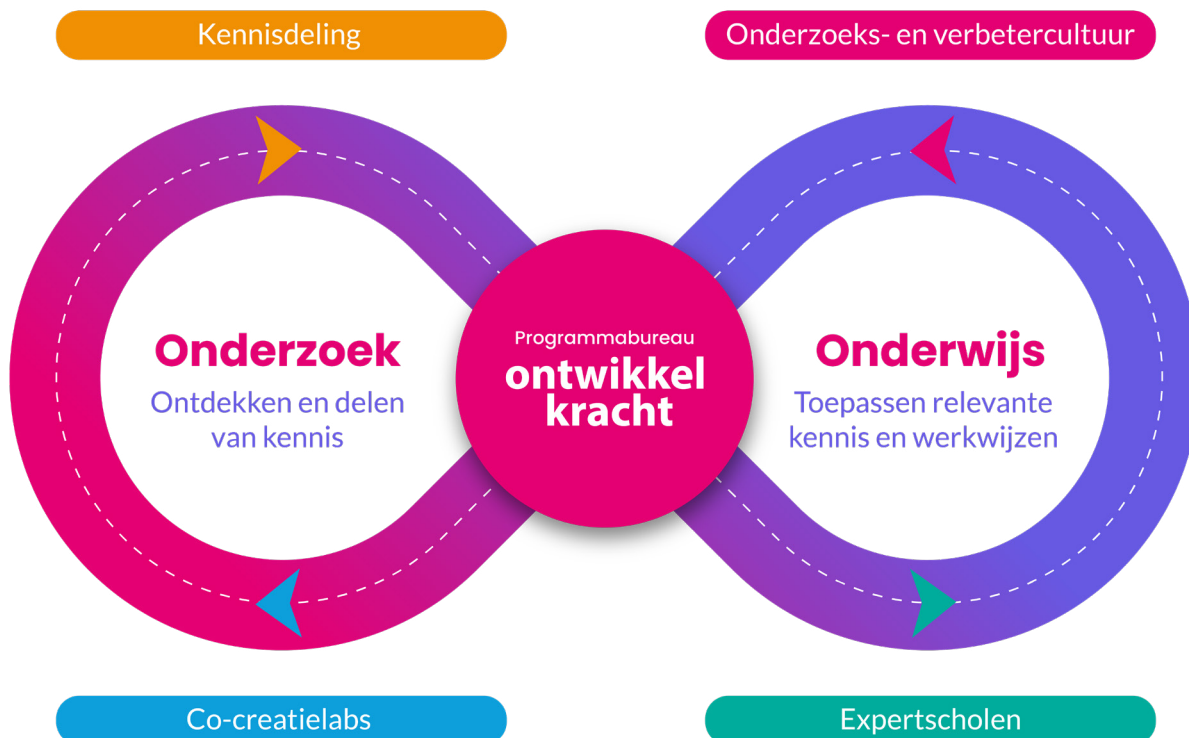 Kennisdeling
Onderzoeks- en verbetercultuur
Onderzoek
Ontdekken en delen
van kennis
Programmabureau
ontwikkel
kracht
Onderwijs
Toepassen relevante
kennis en werkwijzen
Co-creatielabs
Expertscholen